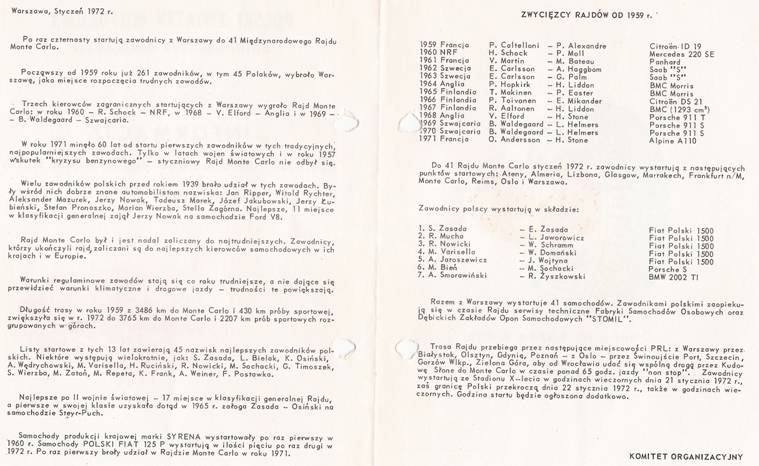 Warszawa, Styczeń 1972 r.
Po raz czternasty startują zawodnicy z Warszawy do 41 Międzynarodowego Rajdu
Monte Carlo.
Począwszy od 1959 roku już 261 zawodników, w tym 45 Polaków, wybrało War-
szawę, jako miejsce rozpoczęcia trudnych zawodów.
Trzech kierowców zagranicznych startujących z Warszawy wygrało Rajd Monte
Carlo: w roku 1960 - R. Schock - NRF, w 1968 - V. Elford - Anglia i w 1969 -
- B. Waldegaard - Szwajcaria.
W roku 1971 minęło 60 lat od startu pierwszych zawodników w tych tradycyjnych,
najpopularniejszych zawodach. Tylko w latach wojen światowych i w roku 1957
wskutek "kryzysu benzynowego" - styczniowy Rajd Monte Carlo nie odbył się.
Wielu zawodników polskich przed rokiem 1939 brało udział w tych zawodach. By-
ły wśród nich dobrze znane automobilistom nazwiska: Jan Ripper, Witold Rychter,
Aleksander Mazurek, Jerzy Nowak, Tadeusz Marek, Józef Jakubowski, Jerzy Łu-
bieński, Stefan Pronaszko, Marian Wierzba, Stella Zagórna. Najlepsze, 11 miejsce
w klasyfikacji generalnej zajął Jerzy Nowak na samochodzie Ford V8.
Rajd Monte Carlo był i jest nadal zaliczany do najtrudniejszych. Zawodnicy,
którzy ukończyli rajd, zaliczani są do najlepszych kierowców samochodowych w ich
krajach i w Europie.
Warunki regulaminowe zawodów stają się co roku trudniejsze, a nie dające się
przewidzieć warunki klimatyczne i drogowe jazdy - trudności te powiększają.
Długość trasy w roku 1959 z 3486 km do Monte Carlo i 430 km próby sportowej,
zwiększyła się w r. 1972 do 3765 km do Monte Carlo i 2207 km prób sportowych roz-
grupowanych w górach.
Listy startowe z tych 13 lat zawierają 45 nazwisk najlepszych zawodników pol-
skich. Niektóre występują wielokrotnie, jak: S. Zasada, L. Bielak, K. Osiński,
A. Wędrychowski, M. Varisella, H. Ruciński, R. Nowicki, M. Sochacki, G. Timoszek,
S. Wierzba, M. Zatoń, M. Repeta, K. Frank, A. Weiner, F. Postawka.
Najlepsze po II wojnie światowej - 17 miejsce w klasyfikacji generalnej Rajdu,
a pierwsze w swojej klasie uzyskała dotąd w 1965 r. załoga Zasada - Osiński na
samochodzie Steyr-Puch.
Samochody produkcji krajowej marki SYRENA wystartowały po raz pierwszy w
1960 r. Samochody POLSKI FIAT 125 P wystartują w ilości pięciu po raz drugi w
1972 r. Po raz pierwszy brały udział w Rajdzie Monte Carlo w roku 1971.
ZWYCIĘZCY RAJDÓW OD 1959 r.
1959 Francja P. Coltelloni - P. Alexandre Citroën ID 19
1960 NRF H. Schock - P. Moll Mercedes 220 SE
1961 Francja V. Martin - M. Bateau Panhard
1962 Szwecja E. Carlsson - A. Haggbom Saab "S"
1963 Szwecja E. Carlsson - G. Palm Saab "S"
1964 Anglia P. Hopkirk - H. Liddon BMC Morris
1965 Finlandia T. Makinen - P. Easter BMC Morris
1966 Finlandia P. Toivonen - E. Mikander Citroën DS 21
1967 Finlandia R. Aaltonen - H. Liddon BMC (1293 cm³)
1968 Anglia V. Elford - H. Stone Porsche 911 T
1969 Szwajcaria B. Waldegaard - L. Helmers Porsche 911 S
1970 Szwajcaria B. Waldegaard - L. Helmers Porsche 911 S
1971 Francja O. Andersson - H. Stone Alpine A110
Do 41 Rajdu Monte Carlo styczeń 1972 r. zawodnicy wystartują z następujących
punktów startowych: Ateny, Almeria, Lizbona, Glasgow, Marrakech, Frankfurt n/M,
Monte Carlo, Reims, Oslo i Warszawa.
Zawodnicy polscy wystartują w składzie:
1. S. Zasada - E. Zasada Fiat Polski 1500
2. R. Mucha - L. Jaworowicz Fiat Polski 1500
3. R. Nowicki - W. Schramm Fiat Polski 1500
4. M. Varisella - W. Domański Fiat Polski 1500
5. A. Jaroszewicz - J. Wojtyna Fiat Polski 1500
6. M. Bień - M. Sochacki Porsche S
7. A. Smorawiński - R. Żyszkowski BMW 2002 TI
Razem z Warszawy wystartuje 41 samochodów. Zawodnikami polskimi zaopieku-
ją się w czasie Rajdu serwisy techniczne Fabryki Samochodów Osobowych oraz
Dębickich Zakładów Opon Samochodowych "STOMIL".
Trasa Rajdu przebiega przez następujące miejscowości PRL: z Warszawy przez
Białystok, Olsztyn, Gdynię, Poznań - z Oslo - przez Świnoujście Port, Szczecin,
Gorzów Wlkp., Zielona Góra, aby od Wrocławia udać się wspólną drogą przez Kudo-
wę Słone do Monte Carlo w czasie ponad 65 godz. jazdy "non stop". Zawodnicy
wystartują ze Stadionu X-lecia w godzinach wieczornych dnia 21 stycznia 1972 r.,
zaś granicę Polski przekroczą dnia 22 stycznia 1972 r., także w godzinach wie-
czornych. Godzina startu będzie ogłoszona dodatkowo.
KOMITET ORGANIZACYJNY